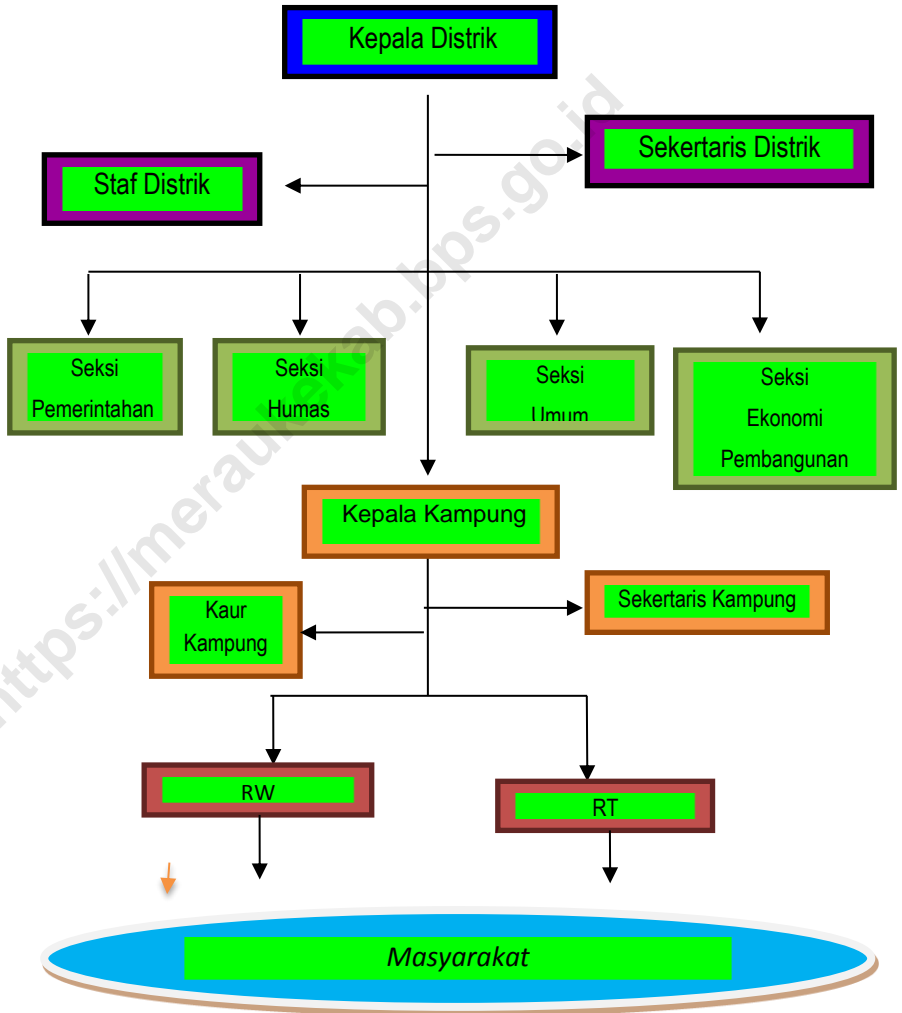 Kepala Distrik
Sekertaris Distrik
Staf Distrik
Seksi
Pemerintahan
Seksi
Humas
Seksi
Umum
Seksi
Ekonomi
Pembangunan
Kepala Kampung
Kaur
Kampung
Sekertaris Kampung
RW
RT
Masyarakat
https://meraukekab.bps.go.id